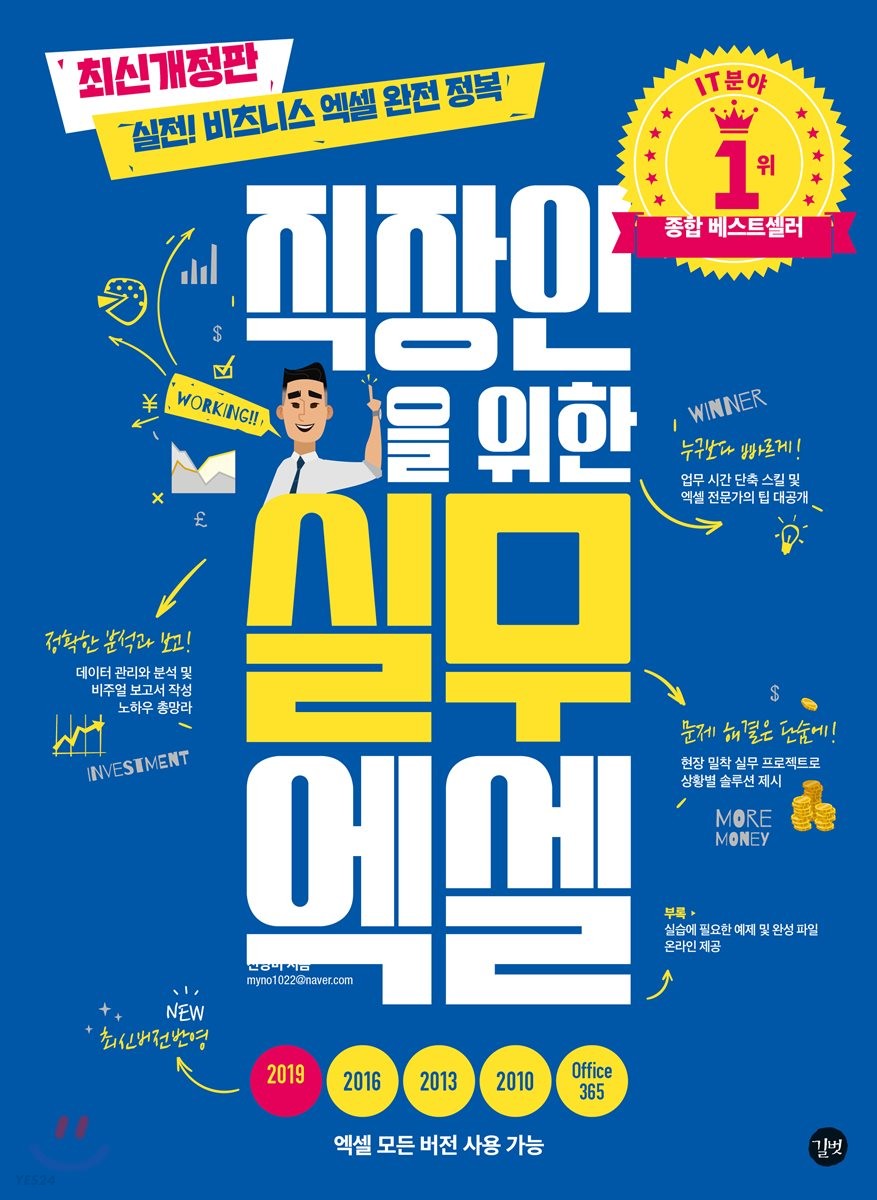 최신개정판
실전! 비즈니스 엑셀 완전 정복
IT분야
1위
종합 베스트셀러
직장인
을 위한
실무
엑셀
WORKING!!
$
¥
£
WINNER
누구보다 빠르게!
업무 시간 단축 스킬 및
엑셀 전문가의 팁 대공개
정확한 분석과 보고!
데이터 관리와 분석 및
비주얼 보고서 작성
노하우 총망라
INVESTMENT
$
문제 해결은 단숨에!
현장 밀착 실무 프로젝트로
상황별 솔루션 제시
MORE
MONEY
부록 ▸
실습에 필요한 예제 및 완성 파일
온라인 제공
지음
myno1022@naver.com
NEW
최신버전반영
2019
2016
2013
2010
Office
365
엑셀 모든 버전 사용 가능
길벗
YES24